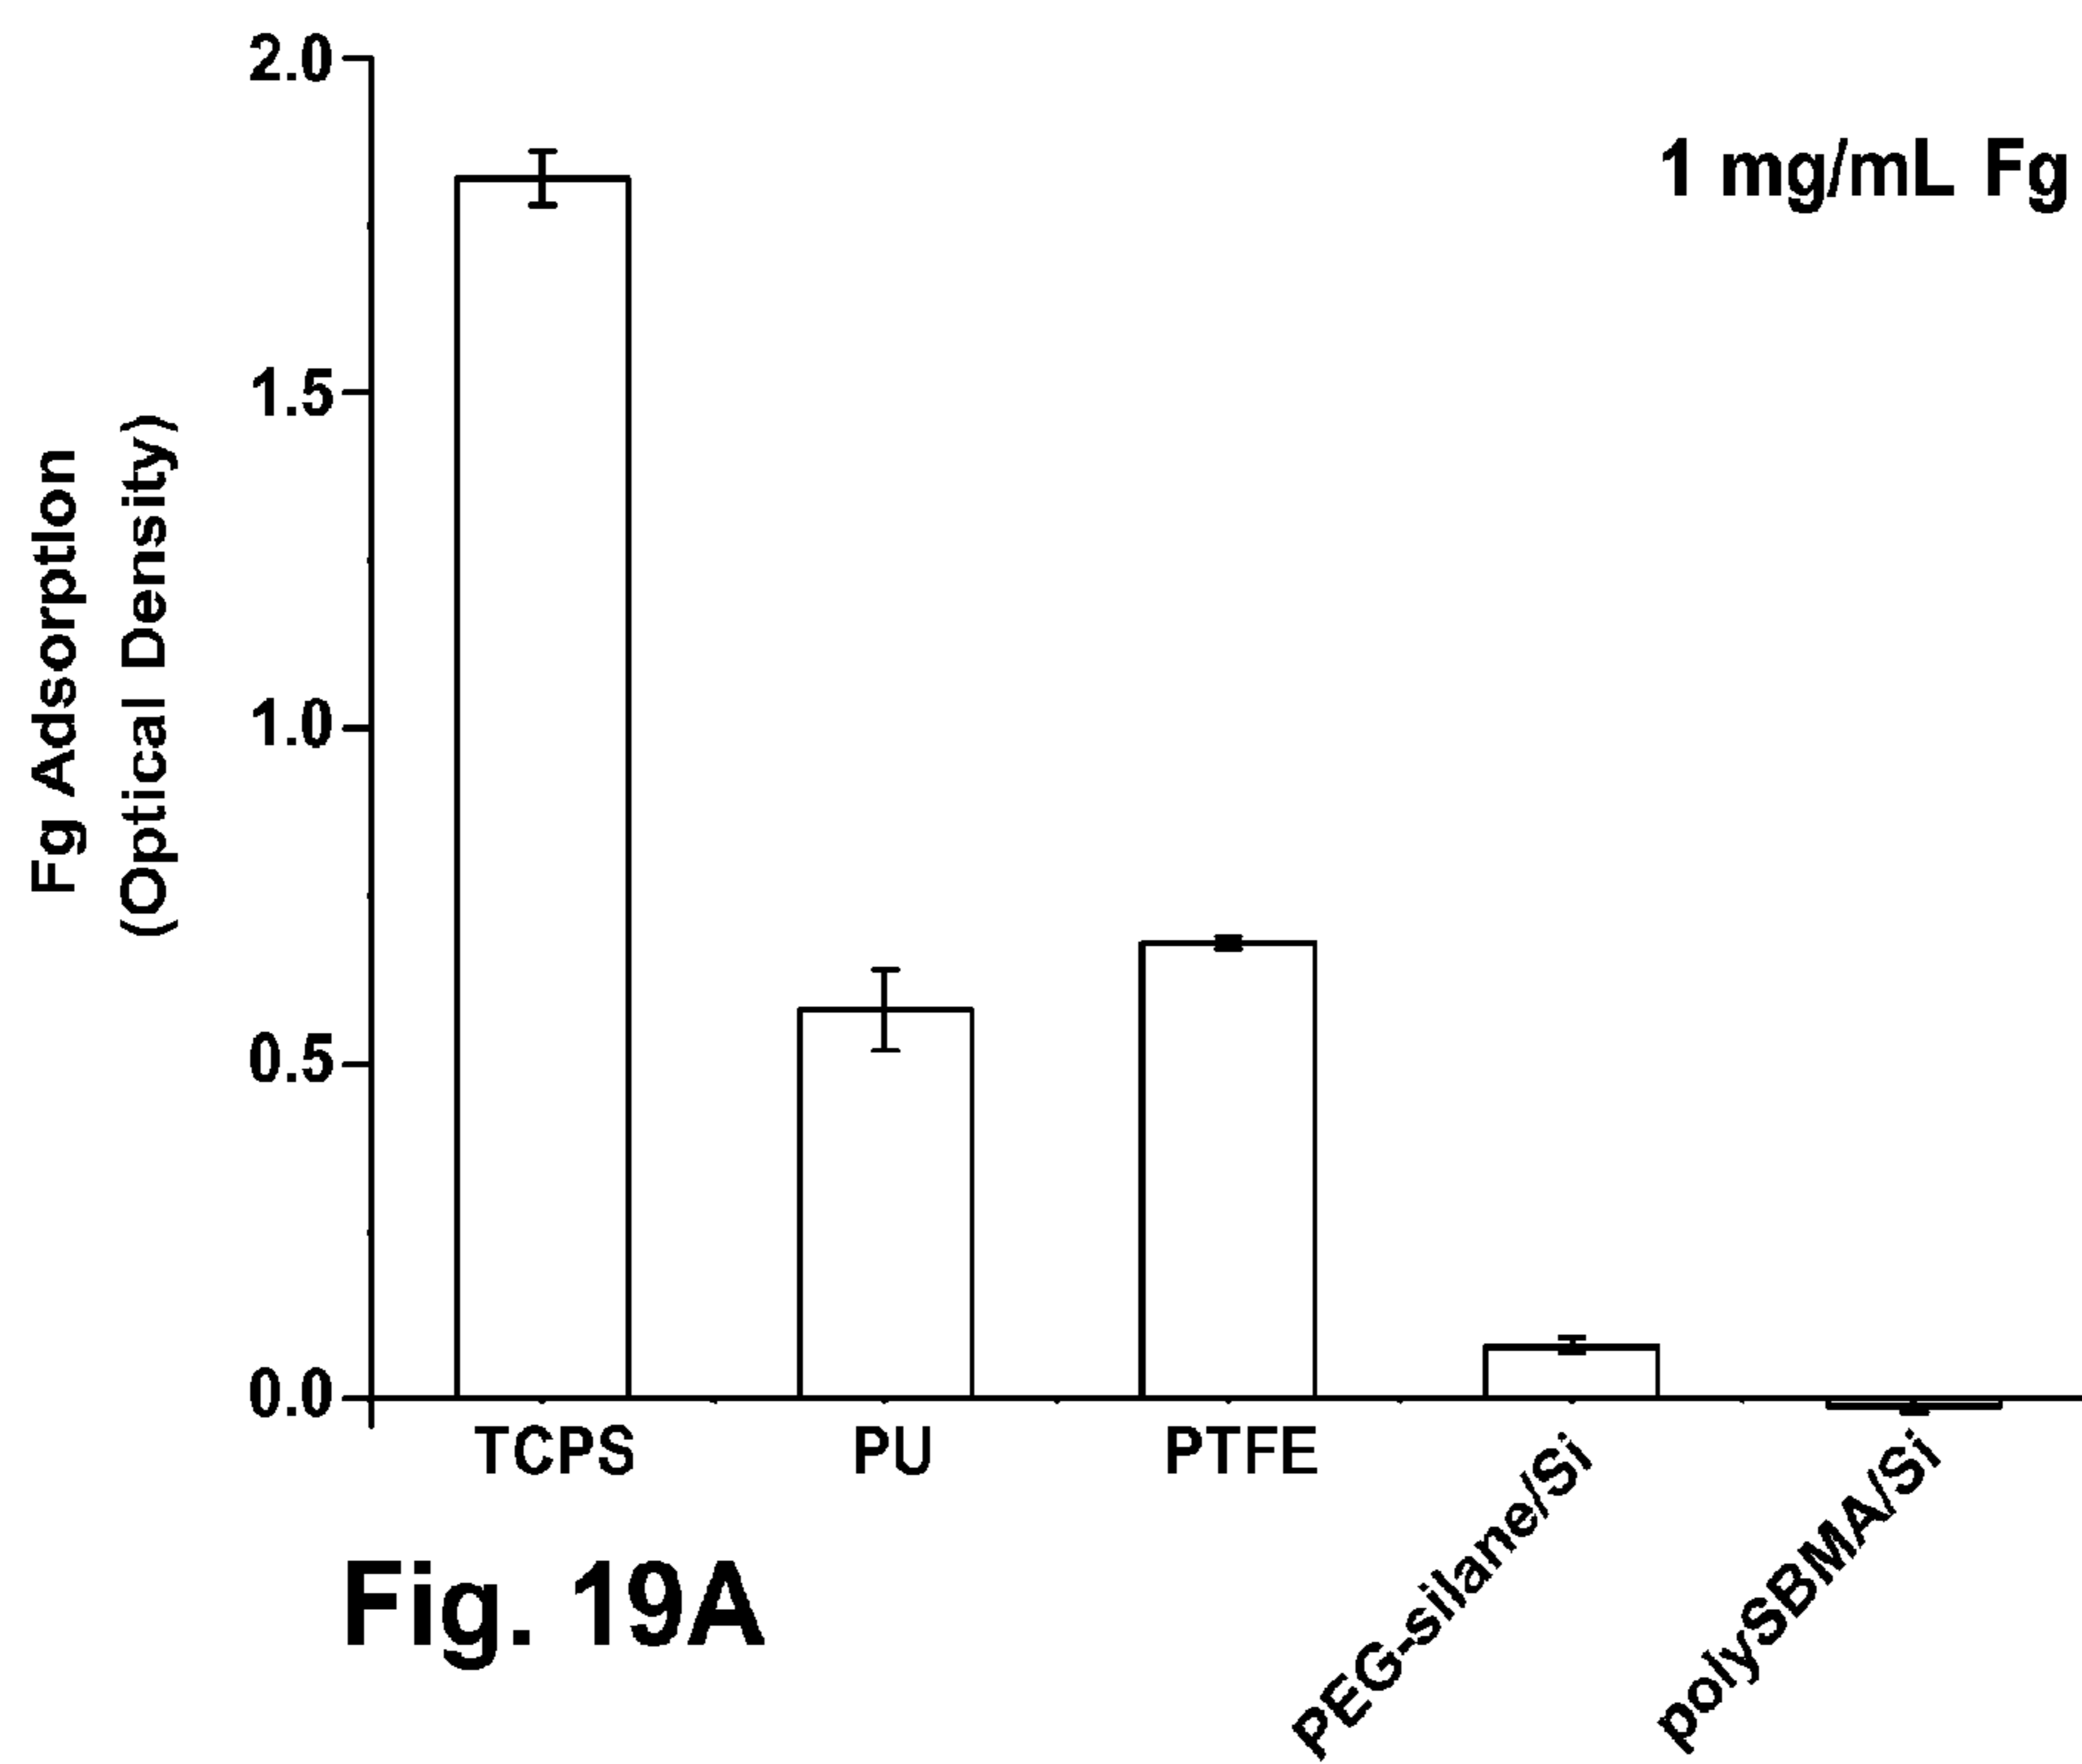 2.0
1 mg/mL Fg
1.5
1.0
0.5
0.0
Fg Adsorption
(Optical Density)
TCPS
PU
PTFE
PEG-silane/Si
polySBMA/Si
Fig. 19A